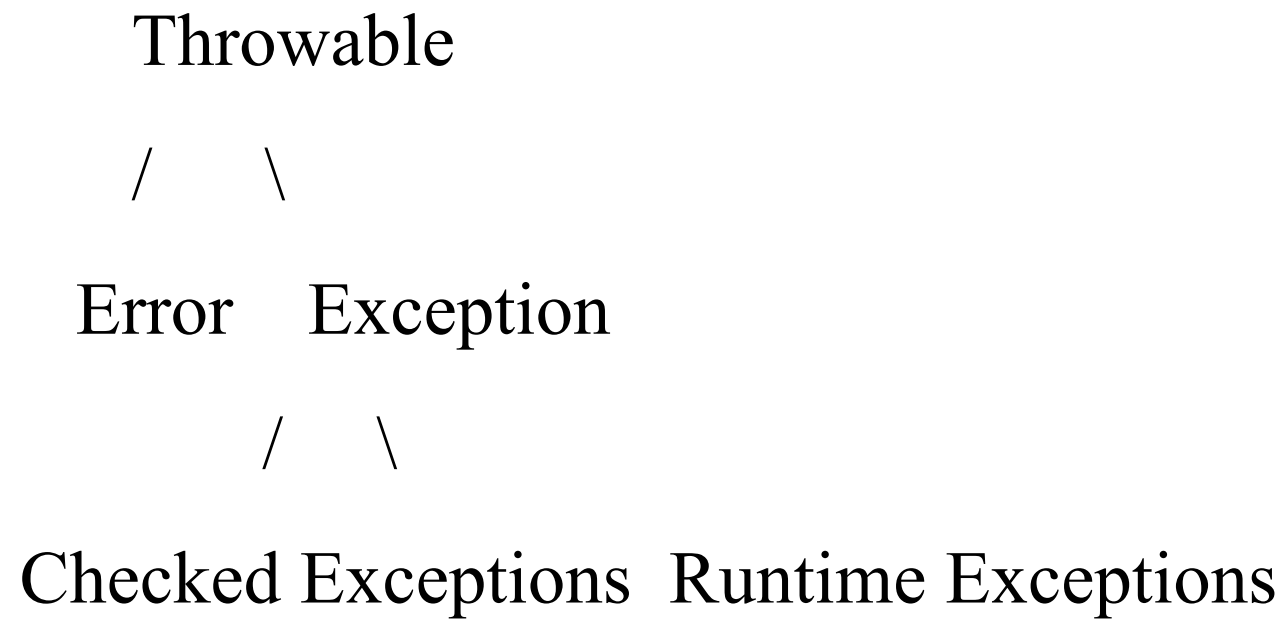 Throwable
/ \
Error Exception
/ \
Checked Exceptions Runtime Exceptions